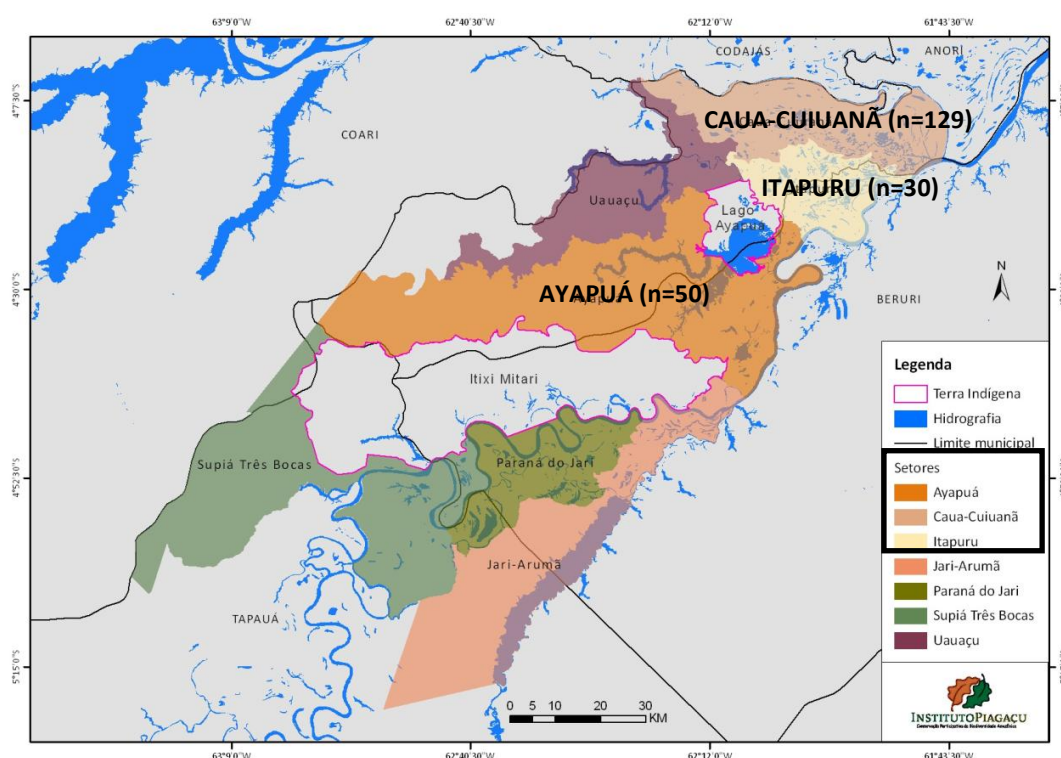 63°9'0"W
62°40'30"W
62°12'0"W
61°43'30"W
CODAJÁS
ANORÍ
4°7'30"S
COARI
CAUA-CUIUANÃ (n=129)
ITAPURU (n=30)
Uauaçu
Lago
Ayapuá
4°30'0"S
AYAPUÁ (n=50)
N
BERURI
Itixi Mitari
Supiá Três Bocas
Paraná do Jari
4°52'30"S
Jari-Arumã
TAPAUÁ
5°15'0"S
0 5 10 20 30
KM
63°9'0"W
62°40'30"W
62°12'0"W
61°43'30"W
Legenda
Terra Indígena
Hidrografia
Limite municipal
Setores
Ayapuá
Caua-Cuiuanã
Itapuru
Jari-Arumã
Paraná do Jari
Supiá Três Bocas
Uauaçu
INSTITUTO PIAGAÇU